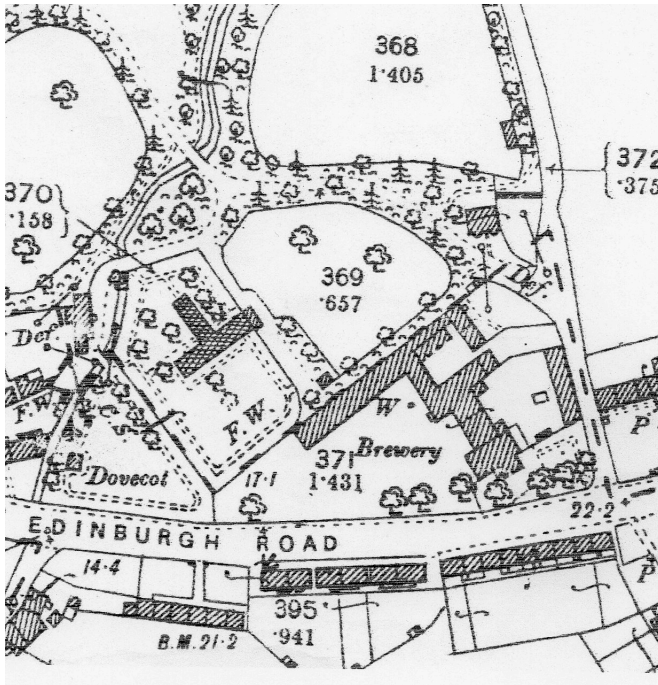 368
1·405
372
·375
370
·158
369
·657
Def
Def
F.W.
C.S
F.W.
W
Dovecot
17·1
371
Brewery
1·431
P
22·2
EDINBURGH ROAD
14·4
395
·941
P
B.M.21·2